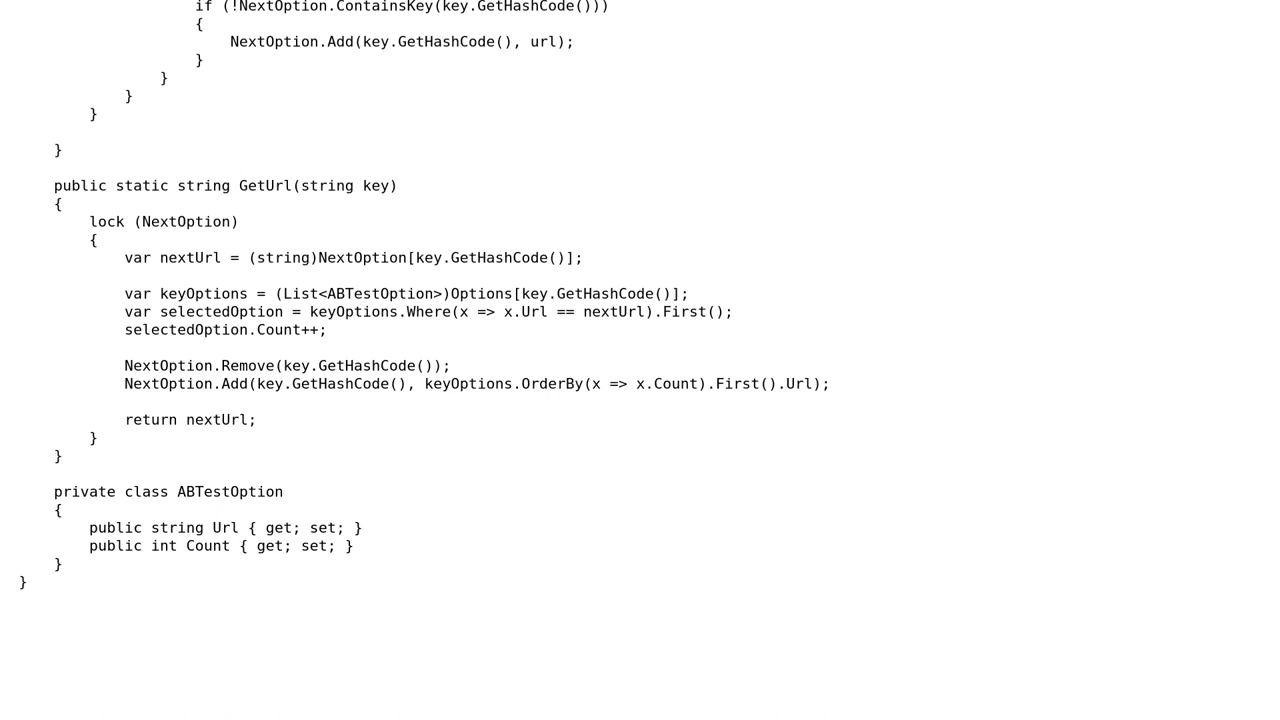 if (!NextOption.ContainsKey(key.GetHashCode()))
{
NextOption.Add(key.GetHashCode(), url);
}
}
}
}
}
public static string GetUrl(string key)
{
lock (NextOption)
{
var nextUrl = (string)NextOption[key.GetHashCode()];
var keyOptions = (List<ABTestOption>)Options[key.GetHashCode()];
var selectedOption = keyOptions.Where(x => x.Url == nextUrl).First();
selectedOption.Count++;
NextOption.Remove(key.GetHashCode());
NextOption.Add(key.GetHashCode(), keyOptions.OrderBy(x => x.Count).First().Url);
return nextUrl;
}
}
private class ABTestOption
{
public string Url { get; set; }
public int Count { get; set; }
}
}